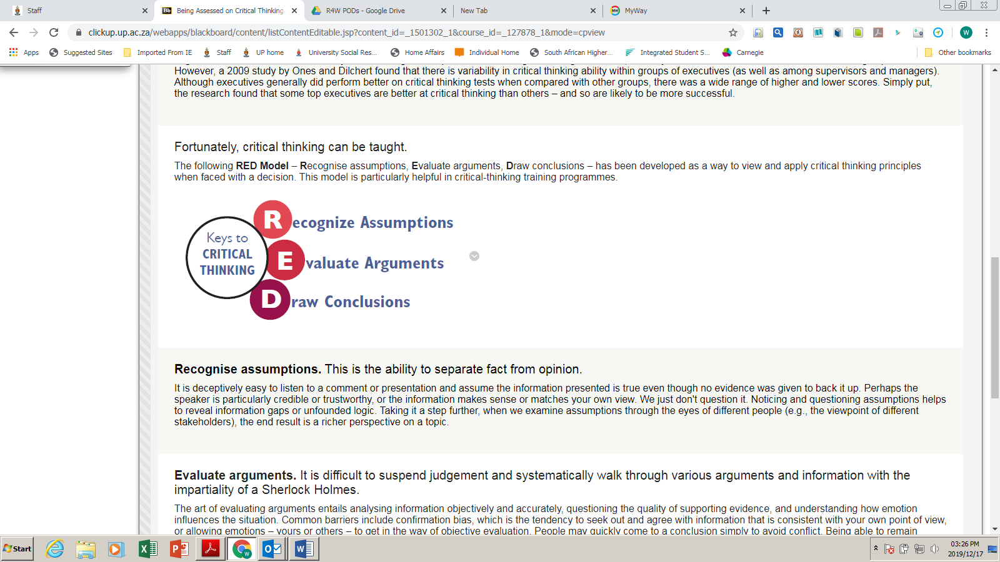 Staff
Bb Being Assessed on Critical Thinking
R4W PODs - Google Drive
New Tab
MW MyWay
clickup.up.ac.za/webapps/blackboard/content/listContentEditable.jsp?content_id=_1501302_1&course_id=_127878_1&mode=cpview
W
Apps
Suggested Sites
Imported From IE
Staff
UP home
University Social Res...
Home Affairs
Individual Home
South African Higher...
Integrated Student S...
Carnegie
Other bookmarks
However, a 2009 study by Ones and Dilchert found that there is variability in critical thinking ability within groups of executives (as well as among supervisors and managers).
Although executives generally did perform better on critical thinking tests when compared with other groups, there was a wide range of higher and lower scores. Simply put,
the research found that some top executives are better at critical thinking than others – and so are likely to be more successful.
Fortunately, critical thinking can be taught.
The following RED Model – Recognise assumptions, Evaluate arguments, Draw conclusions – has been developed as a way to view and apply critical thinking principles
when faced with a decision. This model is particularly helpful in critical-thinking training programmes.
Keys to
CRITICAL
THINKING
Recognize Assumptions
Evaluate Arguments
Draw Conclusions
Recognise assumptions. This is the ability to separate fact from opinion.
It is deceptively easy to listen to a comment or presentation and assume the information presented is true even though no evidence was given to back it up. Perhaps the
speaker is particularly credible or trustworthy, or the information makes sense or matches your own view. We just don't question it. Noticing and questioning assumptions helps
to reveal information gaps or unfounded logic. Taking it a step further, when we examine assumptions through the eyes of different people (e.g., the viewpoint of different
stakeholders), the end result is a richer perspective on a topic.
Evaluate arguments. It is difficult to suspend judgement and systematically walk through various arguments and information with the
impartiality of a Sherlock Holmes.
The art of evaluating arguments entails analysing information objectively and accurately, questioning the quality of supporting evidence, and understanding how emotion
influences the situation. Common barriers include confirmation bias, which is the tendency to seek out and agree with information that is consistent with your own point of view,
or allowing emotions – yours or others – to get in the way of objective evaluation. People may quickly come to a conclusion simply to avoid conflict. Being able to remain
Start
03:26 PM
2019/12/17